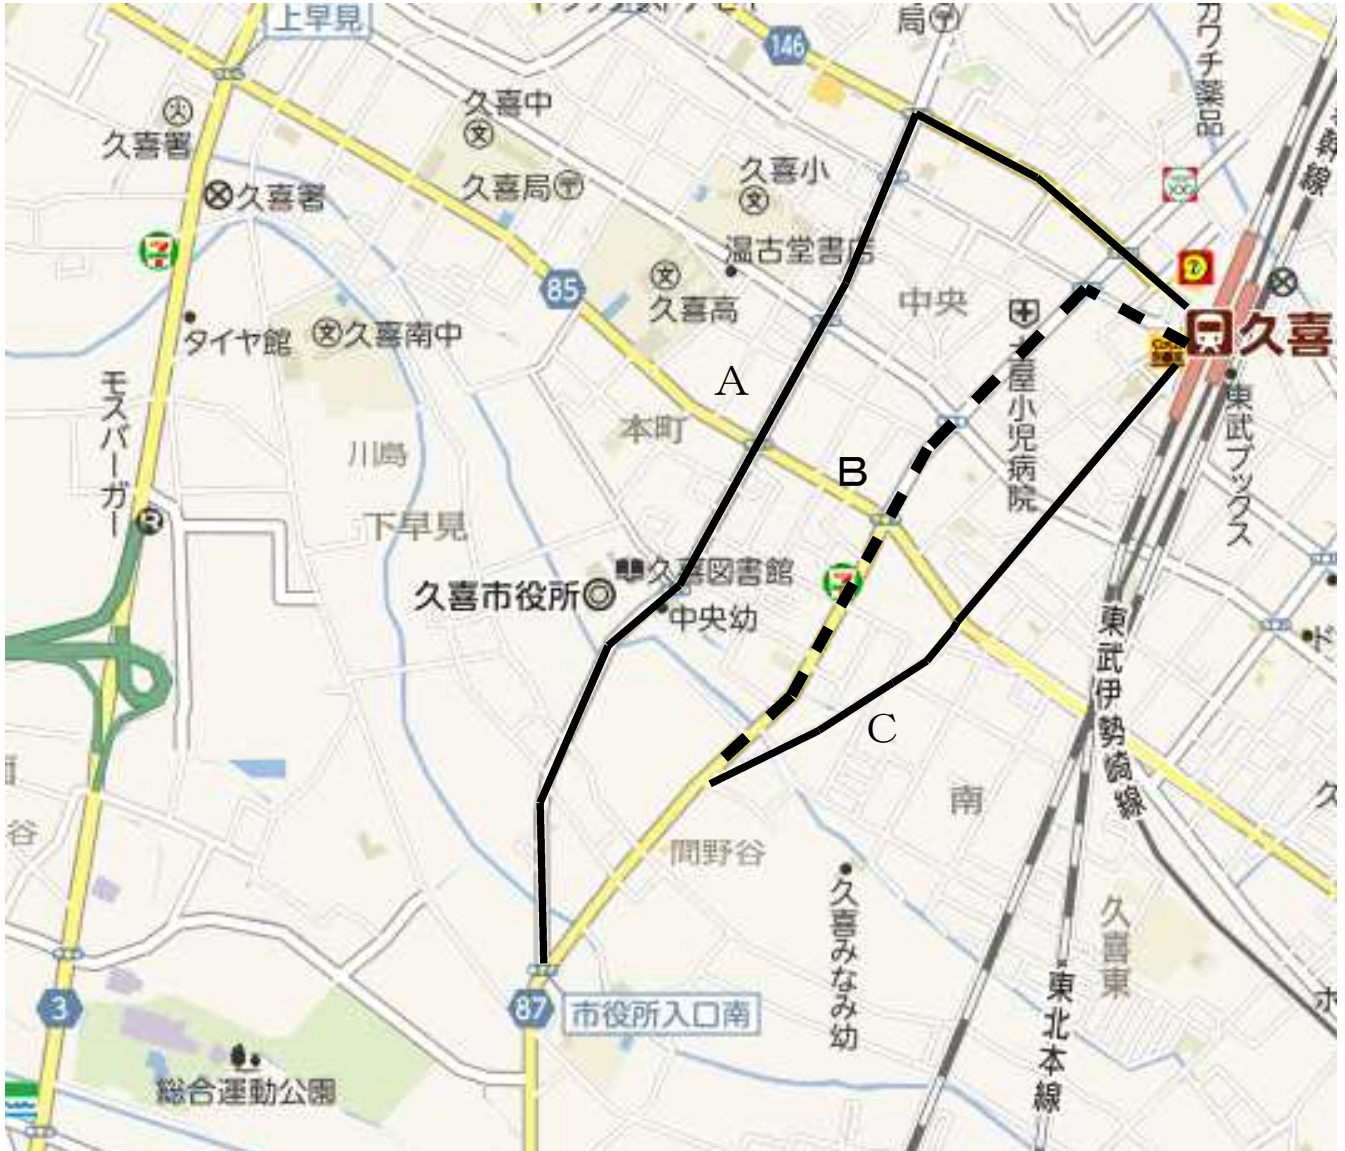 上早見
146
局
カワチ薬品
久喜署
久喜中
新幹線
久喜署
久喜局
久喜小
温古堂書店
85
久喜高
中央
タイヤ館
久喜南中
久喜
土屋小児病院
A
モスバーガー
本町
東武ブックス
川島
B
下早見
久喜図書館
久喜市役所
中央幼
東武伊勢崎線
C
南
間野谷
谷
久喜みなみ幼
久喜東
東北本線
3
87
市役所入口南
総合運動公園